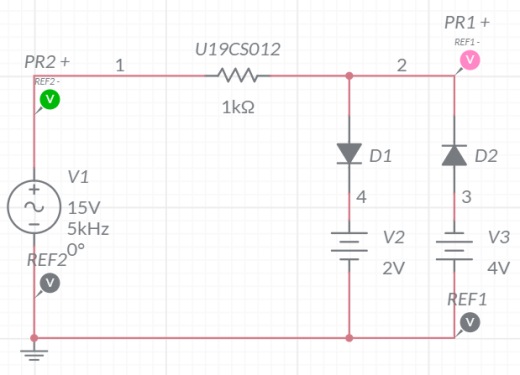 PR1 +
REF1-
U19CS012
PR2 +
REF2-
1
2
V
V
1kΩ
D1
D2
4
3
V1
15V
5kHz
0°
V2
2V
V3
4V
REF2
V
REF1
V